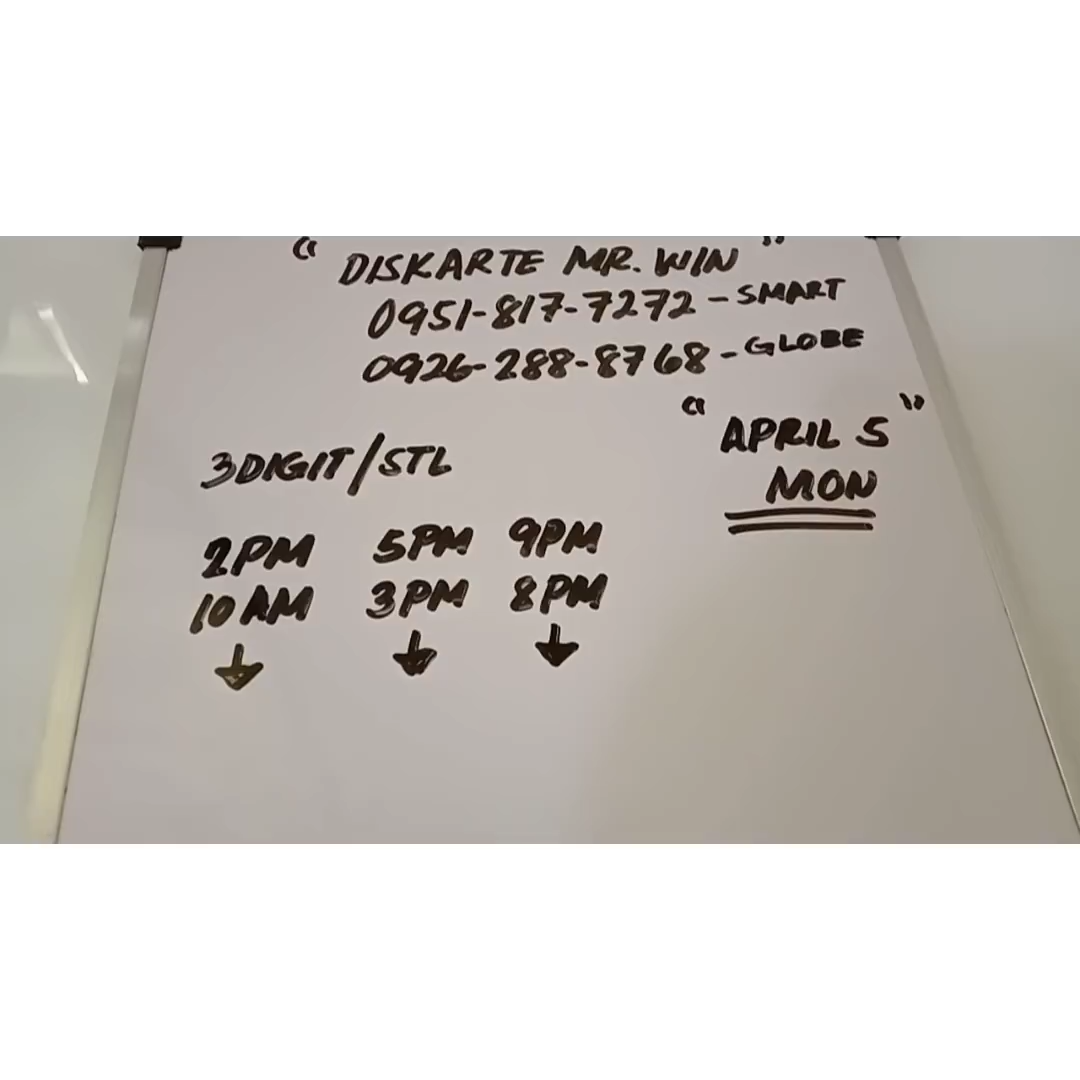 " DISKARTE MR. WIN "
0951-817-7272 - SMART
0926-288-8768 - GLOBE
" APRIL 5 "
MON
3DIGIT/STL
2PM 5PM 9PM
10AM 3PM 8PM